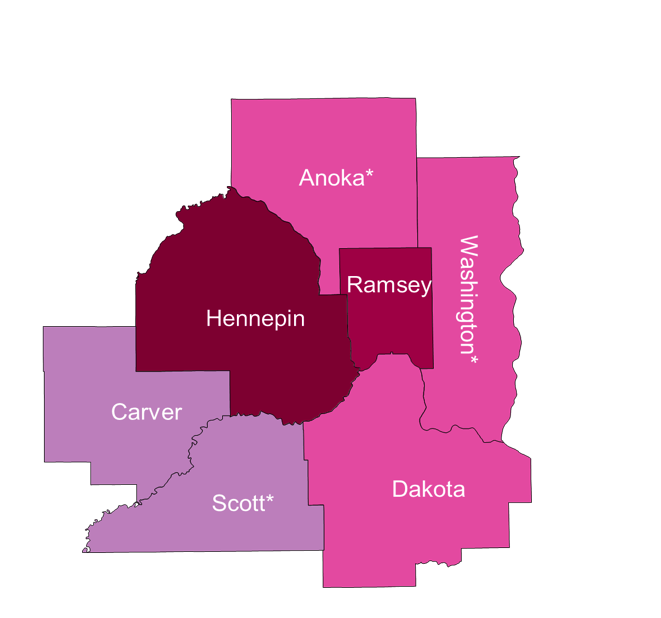 Anoka*
Washington*
Ramsey
Hennepin
Carver
Dakota
Scott*